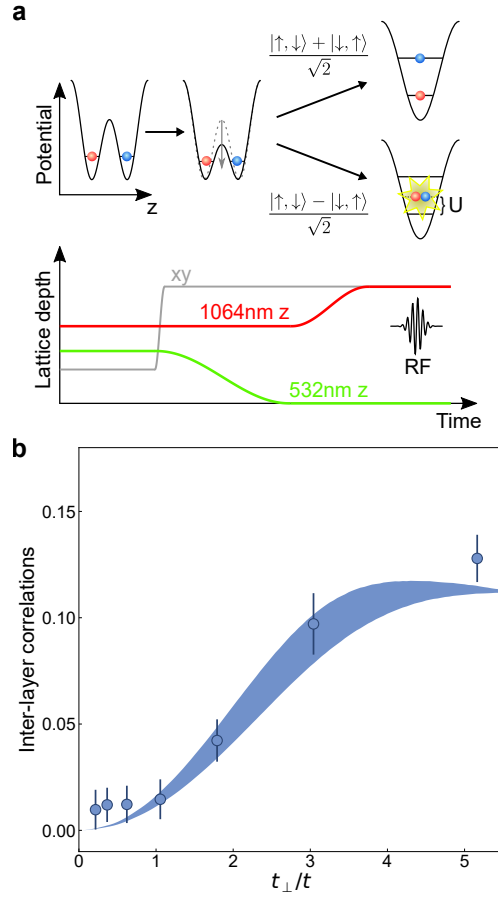 a
Potential
z
|↑,↓⟩+|↓,↑⟩
√2
|↑,↓⟩−|↓,↑⟩
√2
} U
Lattice depth
xy
1064nm z
532nm z
RF
Time
b
Inter-layer correlations
0.15
0.10
0.05
0.00
0 1 2 3 4 5
t⊥/t